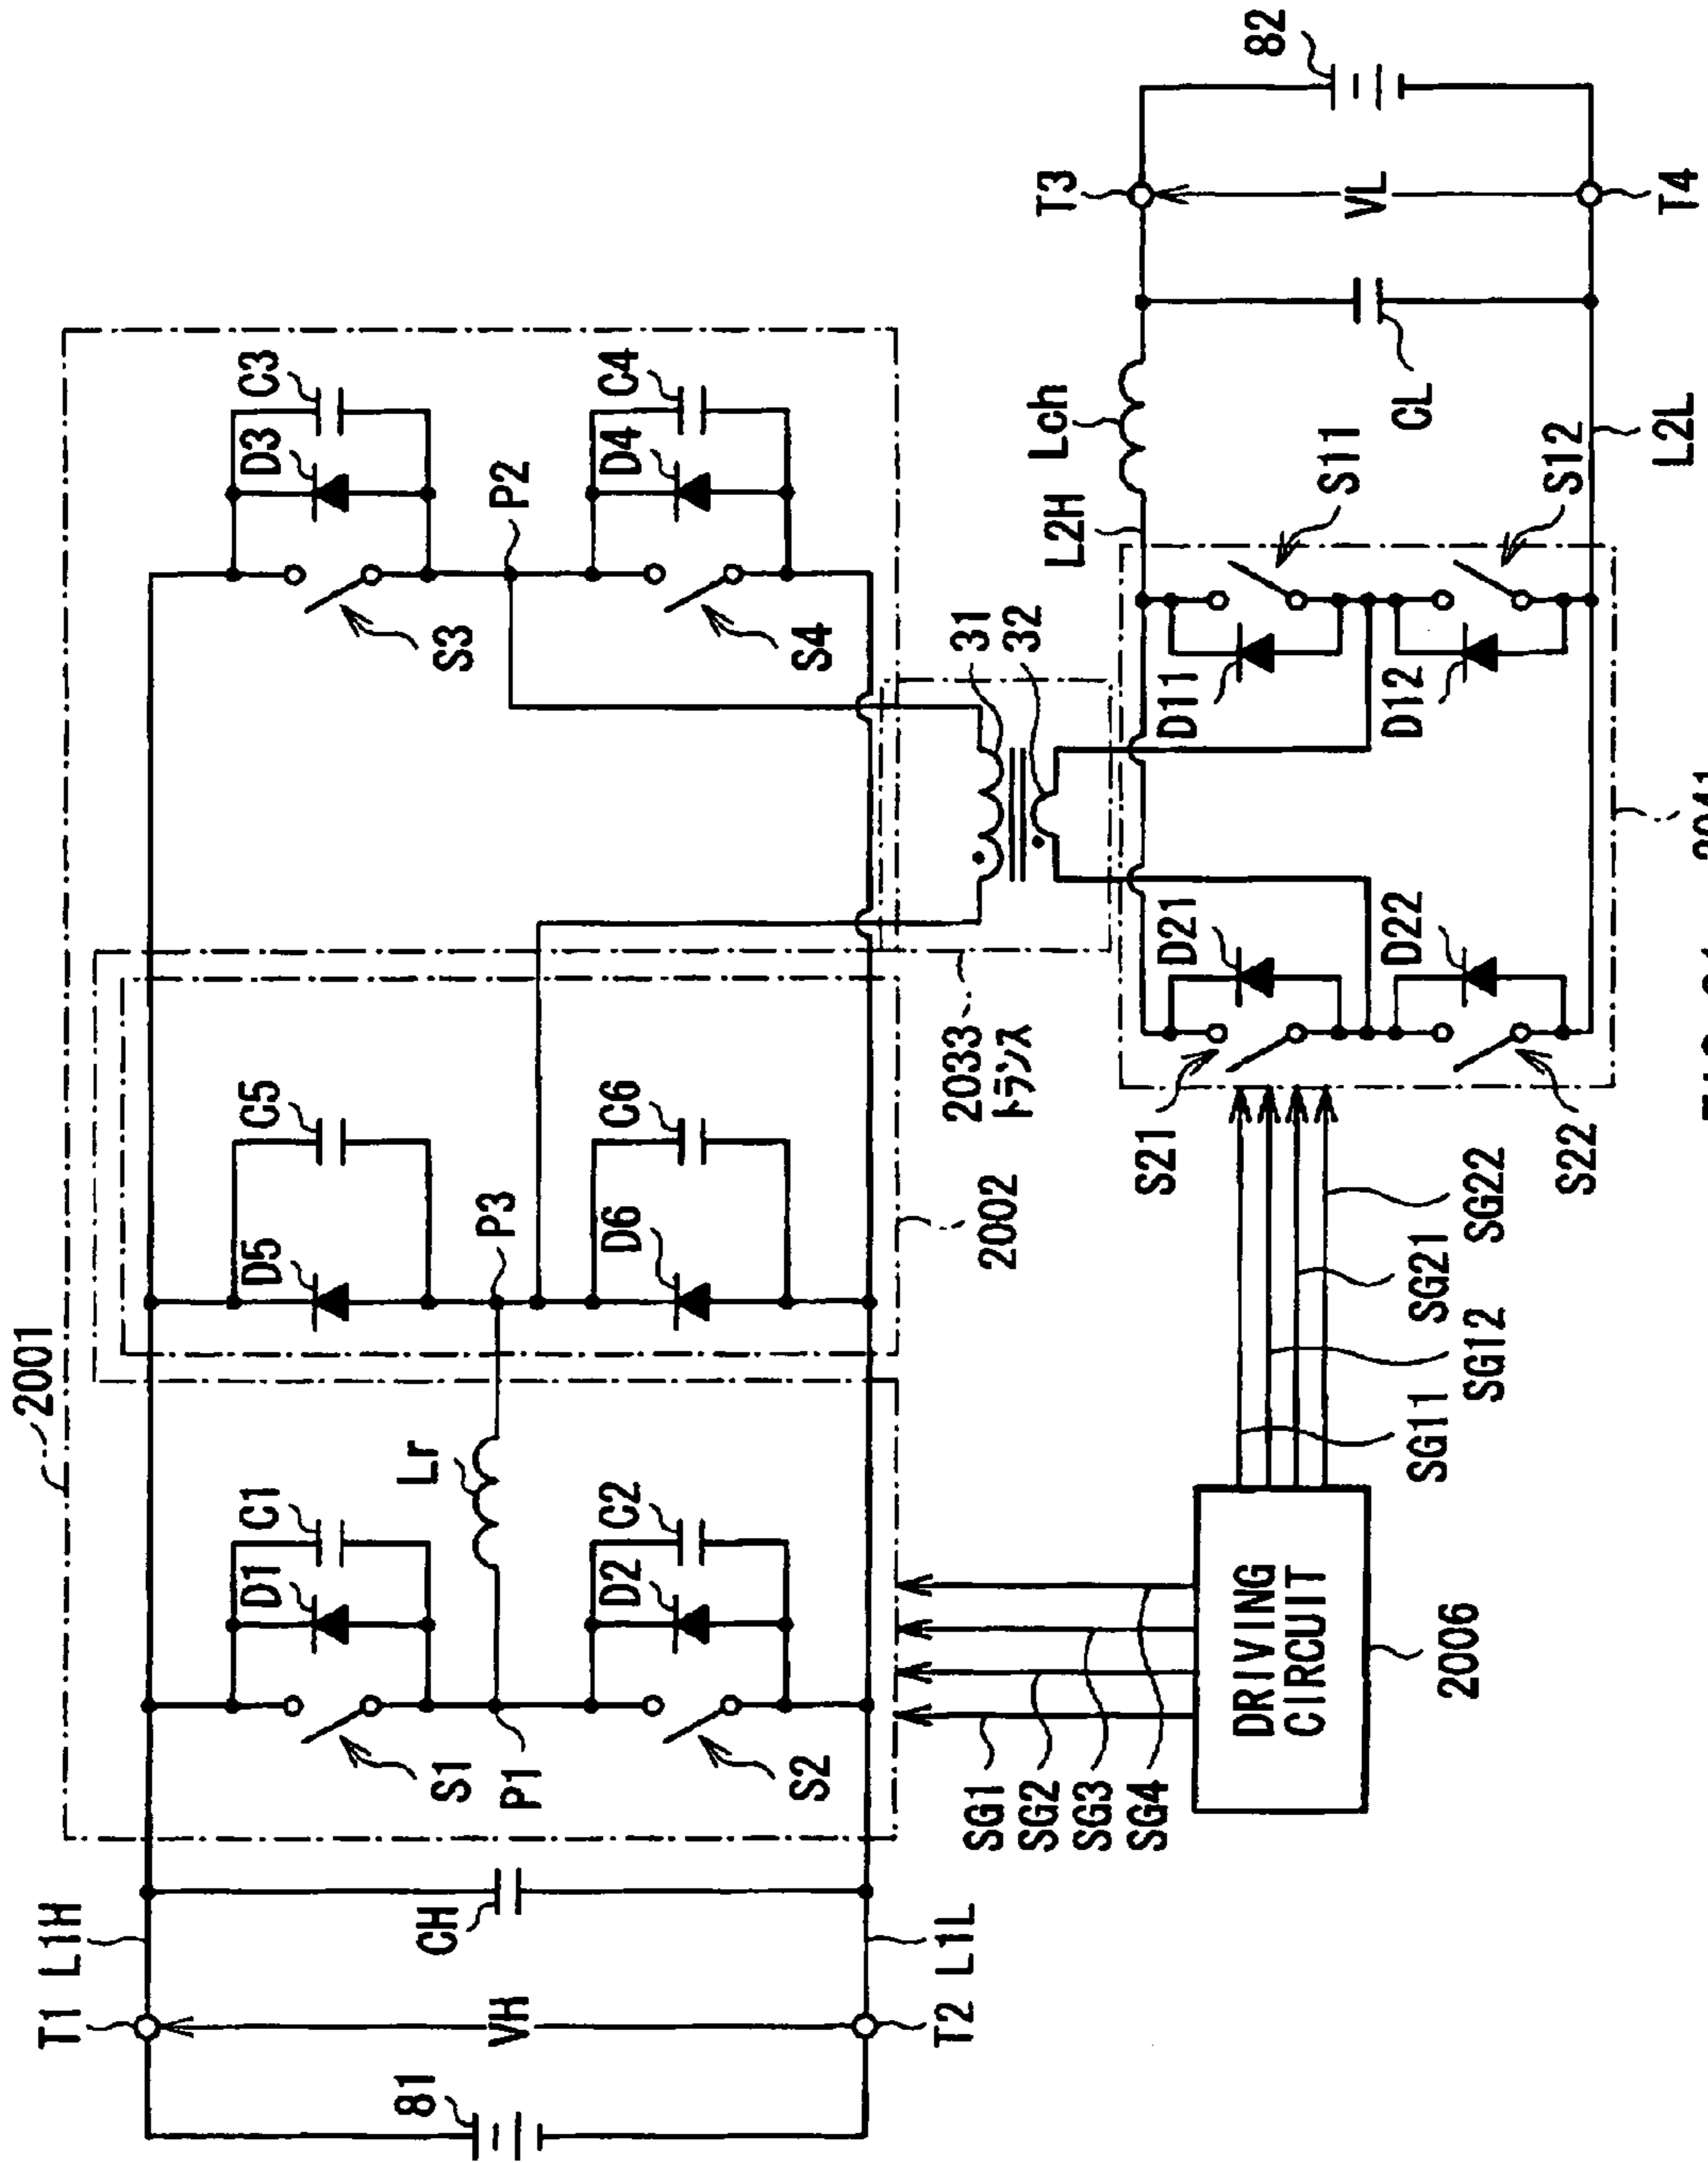 2001
T1
L1H
81
VH
CH
T2
L1L
S1
D1
C1
P1
Lr
S2
D2
C2
D5
C5
P3
D6
C6
2002
S3
D3
C3
P2
S4
D4
C4
2033
トランス
31
32
SG1
SG2
SG3
SG4
DRIVING
CIRCUIT
2006
SG11
SG12
SG21
SG22
S21
D21
S22
D22
D11
S11
D12
S12
L2H
Lch
CL
L2L
T3
VL
T4
82